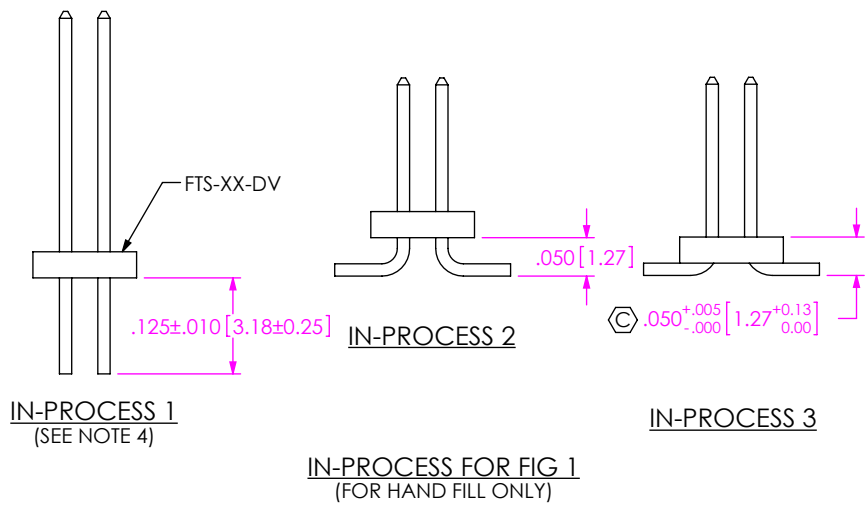 FTS-XX-DV
.125±.010[3.18±0.25]
IN-PROCESS 1
(SEE NOTE 4)
.050[1.27]
IN-PROCESS 2
C .050 +.005 -.000 [1.27 +0.13 0.00]
IN-PROCESS 3
IN-PROCESS FOR FIG 1
(FOR HAND FILL ONLY)